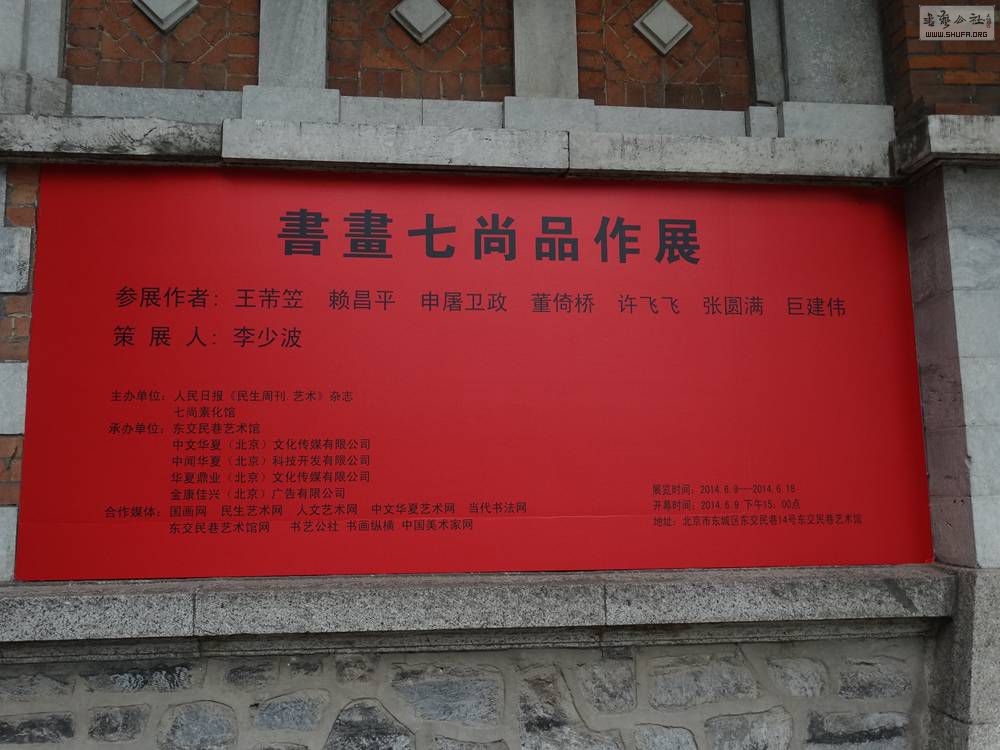 書藝公社
WWW.SHUFA.ORG
書畫七尚品作展
参展作者: 王芾笠 赖昌平 申屠卫政 董倚桥 许飞飞 张圆满 巨建伟
策 展 人: 李少波
主办单位: 人民日报《民生周刊.艺术》杂志
七尚素化馆
承办单位: 东交民巷艺术馆
中文华夏（北京）文化传媒有限公司
中闻华夏（北京）科技开发有限公司
华夏鼎业（北京）文化传媒有限公司
金康佳兴（北京）广告有限公司
合作媒体: 国画网 民生艺术网 人文艺术网 中文华夏艺术网 当代书法网
东交民巷艺术馆网 书艺公社 书画纵横 中国美术家网
展览时间: 2014.6.9——2014.6.18
开幕时间: 2014.6.9 下午15: 00点
地址: 北京市东城区东交民巷14号东交民巷艺术馆